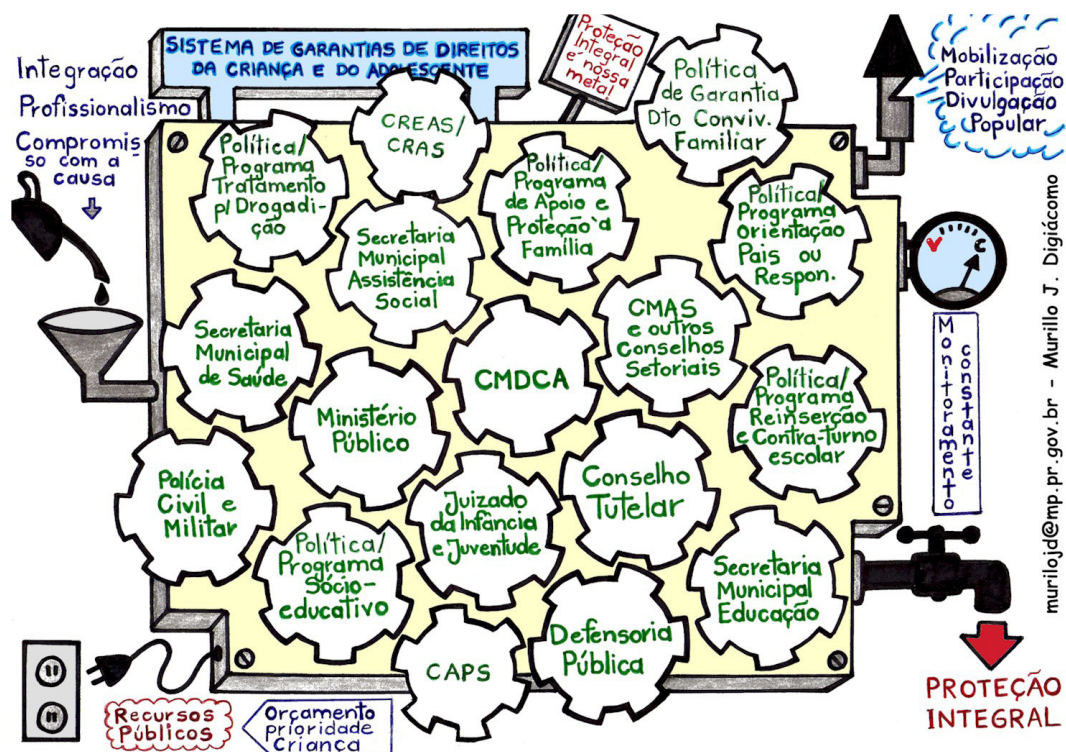 SISTEMA DE GARANTIAS DE DIREITOS
DA CRIANÇA E DO ADOLESCENTE
Proteção
Integral
é nossa
meta!
Integração
Profissionalismo
Compromis
so com a
causa
Mobilização
Participação
Divulgação
Popular
Política
de Garantia
Dto Conviv.
Familiar
CREAS/
CRAS
Política/
Programa
Tratamento
p/ Drogadi-
ção
Política/
Programa
de Apoio e
Proteção à
Família
Política/
Programa
Orientação
Pais ou
Respon.
Secretaria
Municipal
Assistência
Social
V C
CMAS
e outros
Conselhos
Setoriais
Secretaria
Municipal
de Saúde
CMDCA
Ministério
Público
Política/
Programa
Reinserção
e Contra-turno
escolar
Monitoramento
constante
Conselho
Tutelar
Polícia
Civil e
Militar
Juizado
da Infância
e Juventude
Política/
Programa
Sócio-
educativo
Secretaria
Municipal
Educação
Defensoria
Pública
CAPS
Recursos
Públicos
Orçamento
prioridade
Criança
PROTEÇÃO
INTEGRAL
murilojd@mp.pr.gov.br - Murillo J. Digiácomo